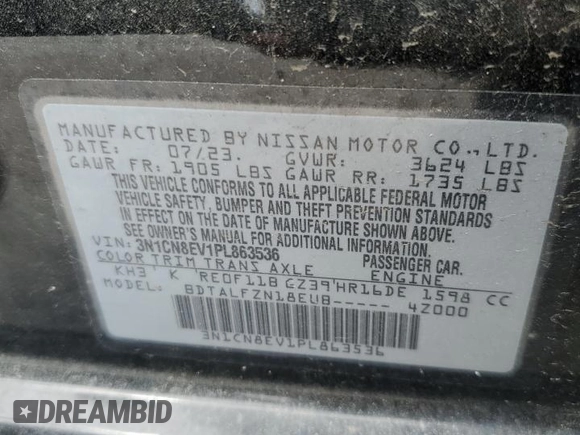 MANUFACTURED BY NISSAN MOTOR CO.,LTD.
DATE: 07/23. GVWR: 3624 LBS
GAWR FR: 1905 LBS GAWR RR: 1735 LBS
THIS VEHICLE CONFORMS TO ALL APPLICABLE FEDERAL MOTOR
VEHICLE SAFETY, BUMPER AND THEFT PREVENTION STANDARDS
IN EFFECT ON THE DATE OF MANUFACTURE SHOWN ABOVE.
SEE OWNER'S MANUAL FOR ADDITIONAL INFORMATION.
VIN: 3N1CN8EV1PL863536 PASSENGER CAR.
COLOR TRIM TRANS AXLE ENGINE
KH3' K 'RE0F11B GZ39'HR16DE 1598 CC
MODEL: BDTALFZN18EUB----- 4Z000
3N1CN8EV1PL863536
DREAMBID